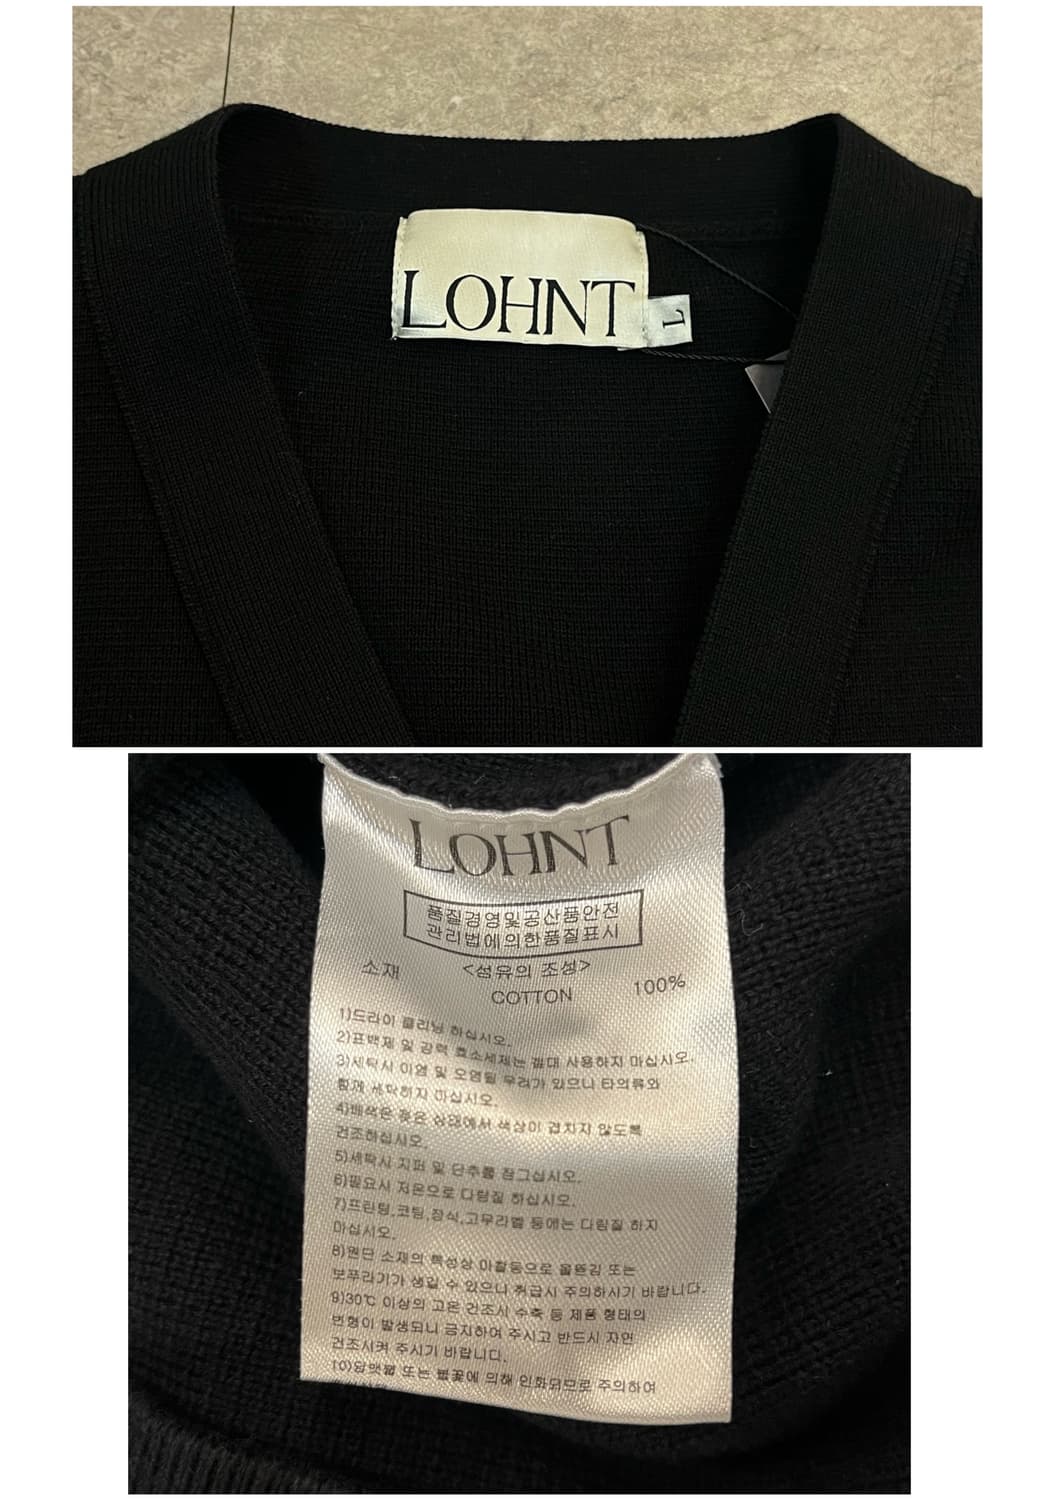 LOHNT
L
LOHNT
품질경영및공산품안전
관리법에의한품질표시
<섬유의 조성>
소재 COTTON 100%
1)드라이 클리닝 하십시오.
2)표백제 및 강력 효소세제는 절대 사용하지 마십시오.
3)세탁시 이염 및 오염될 우려가 있으니 타의류와
함께 세탁하지 마십시오.
4)배색은 젖은 상태에서 색상이 겹치지 않도록
건조하십시오.
5)세탁시 지퍼 및 단추를 잠그십시오.
6)필요시 저온으로 다림질 하십시오.
7)프린팅,코팅,장식,고무라벨 등에는 다림질 하지
마십시오.
8)원단 소재의 특성상 마찰등으로 올뜯김 또는
보푸라기가 생길 수 있으니 취급시 주의하시기 바랍니다.
9)30℃ 이상의 고온 건조시 수축 등 제품 형태의
변형이 발생되니 금지하여 주시고 반드시 자연
건조시켜 주시기 바랍니다.
10)담뱃불 또는 불꽃에 의해 인화되므로 주의하여